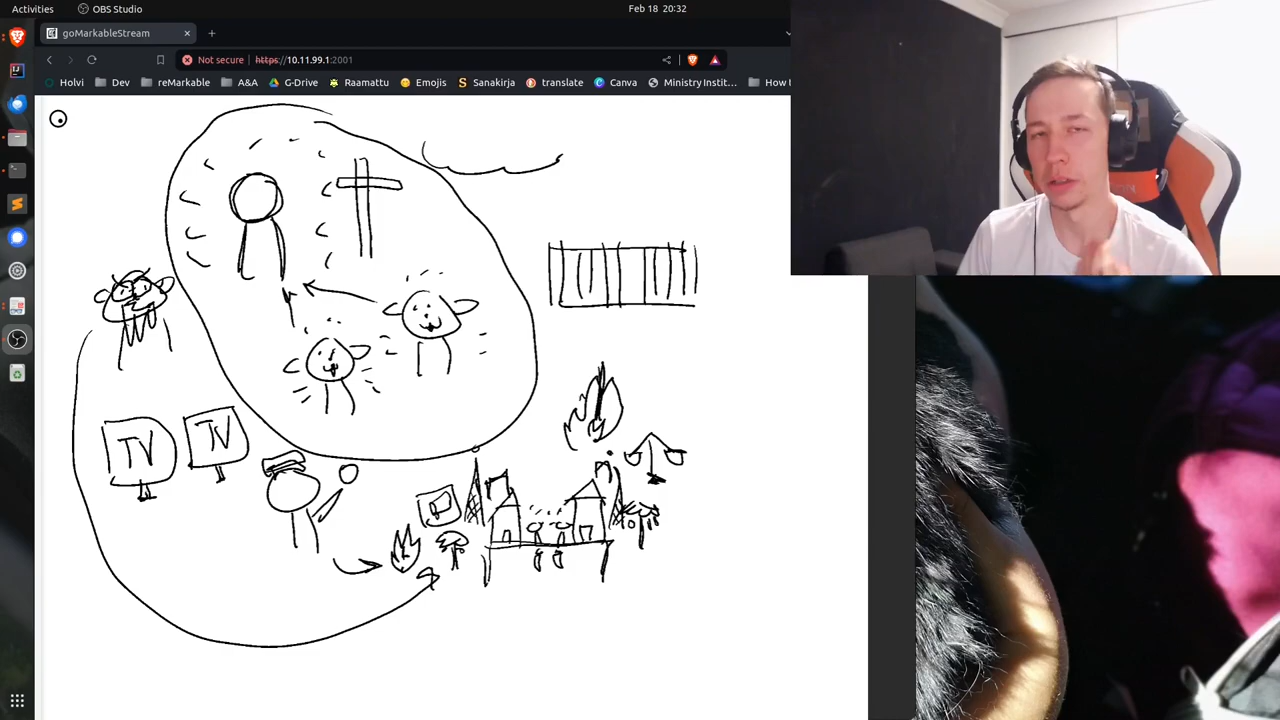 Activities
OBS Studio
Feb 18 20:32
goMarkableStream
Not secure
https://10.11.99.1:2001
Holvi
Dev
reMarkable
A&A
G-Drive
Raamattu
Emojis
Sanakirja
translate
Canva
Ministry Instit...
How
TV
TV
P